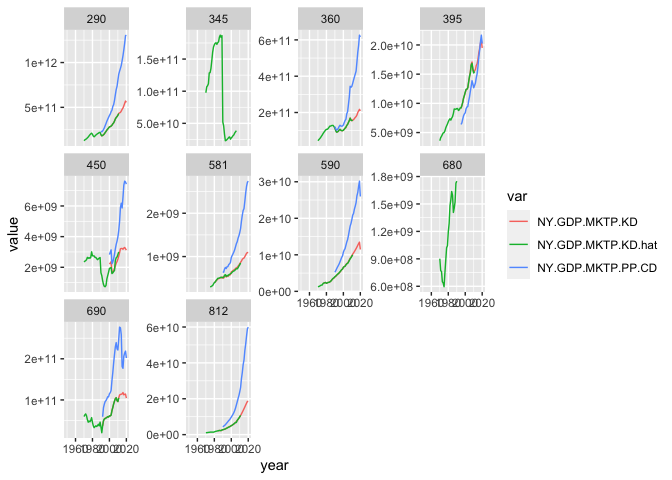 290 345 360 395
1e+12
5e+11
1.5e+11
1.0e+11
5.0e+10
6e+11
4e+11
2e+11
2.0e+10
1.5e+10
1.0e+10
5.0e+09
450 581 590 680
6e+09
4e+09
2e+09
2e+09
1e+09
3e+10
2e+10
1e+10
0e+00
1.8e+09
1.5e+09
1.2e+09
9.0e+08
6.0e+08
1960 1980 2000 2020
1960 1980 2000 2020
690 812
2e+11
1e+11
6e+10
4e+10
2e+10
0e+00
1960 1980 2000 2020
1960 1980 2000 2020
year
value
var
NY.GDP.MKTP.KD
NY.GDP.MKTP.KD.hat
NY.GDP.MKTP.PP.CD